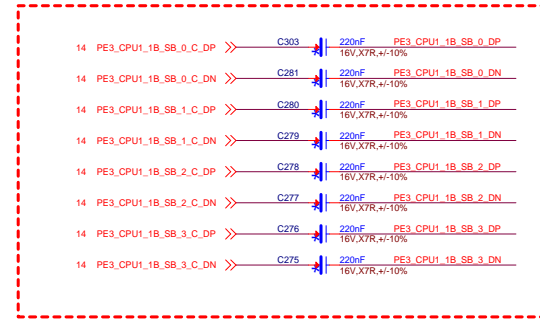 14 PE3_CPU1_1B_SB_0_C_DP C303 220nF PE3_CPU1_1B_SB_0_DP
16V,X7R,+/-10%
14 PE3_CPU1_1B_SB_0_C_DN C281 220nF PE3_CPU1_1B_SB_0_DN
16V,X7R,+/-10%
14 PE3_CPU1_1B_SB_1_C_DP C280 220nF PE3_CPU1_1B_SB_1_DP
16V,X7R,+/-10%
14 PE3_CPU1_1B_SB_1_C_DN C279 220nF PE3_CPU1_1B_SB_1_DN
16V,X7R,+/-10%
14 PE3_CPU1_1B_SB_2_C_DP C278 220nF PE3_CPU1_1B_SB_2_DP
16V,X7R,+/-10%
14 PE3_CPU1_1B_SB_2_C_DN C277 220nF PE3_CPU1_1B_SB_2_DN
16V,X7R,+/-10%
14 PE3_CPU1_1B_SB_3_C_DP C276 220nF PE3_CPU1_1B_SB_3_DP
16V,X7R,+/-10%
14 PE3_CPU1_1B_SB_3_C_DN C275 220nF PE3_CPU1_1B_SB_3_DN
16V,X7R,+/-10%